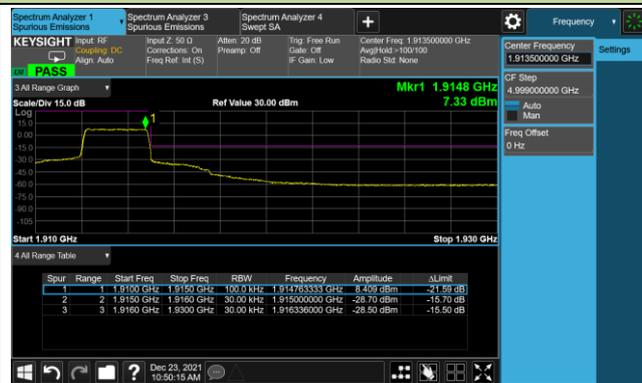 Spectrum Analyzer 1
Spurious Emissions
Spectrum Analyzer 3
Spurious Emissions
Spectrum Analyzer 4
Swept SA
+
Frequency
KEYSIGHT
Input: RF
Coupling: DC
Align: Auto
Input Z: 50 Ω
Corrections: On
Freq Ref: Int (S)
Atten: 20 dB
Preamp: Off
Trig: Free Run
Gate: Off
IF Gain: Low
Center Freq: 1.913500000 GHz
Avg|Hold:>100/100
Radio Std: None
PASS
Center Frequency
1.913500000 GHz
Settings
CF Step
4.999000000 GHz
Auto
Man
Freq Offset
0 Hz
3 All Range Graph
Mkr1 1.9148 GHz
7.33 dBm
Scale/Div 15.0 dB
Ref Value 30.00 dBm
Log
15.0
0.00
-15.0
-30.0
-45.0
-60.0
-75.0
-90.0
-105
1
Start 1.910 GHz
Stop 1.930 GHz
4 All Range Table
Spur Range Start Freq Stop Freq RBW Frequency Amplitude ΔLimit
1 1 1.9100 GHz 1.9150 GHz 100.0 kHz 1.914763333 GHz 8.409 dBm -21.59 dB
2 2 1.9150 GHz 1.9160 GHz 30.00 kHz 1.915000000 GHz -28.70 dBm -15.70 dB
3 3 1.9160 GHz 1.9300 GHz 30.00 kHz 1.916336000 GHz -28.50 dBm -15.50 dB
?
Dec 23, 2021
10:50:15 AM